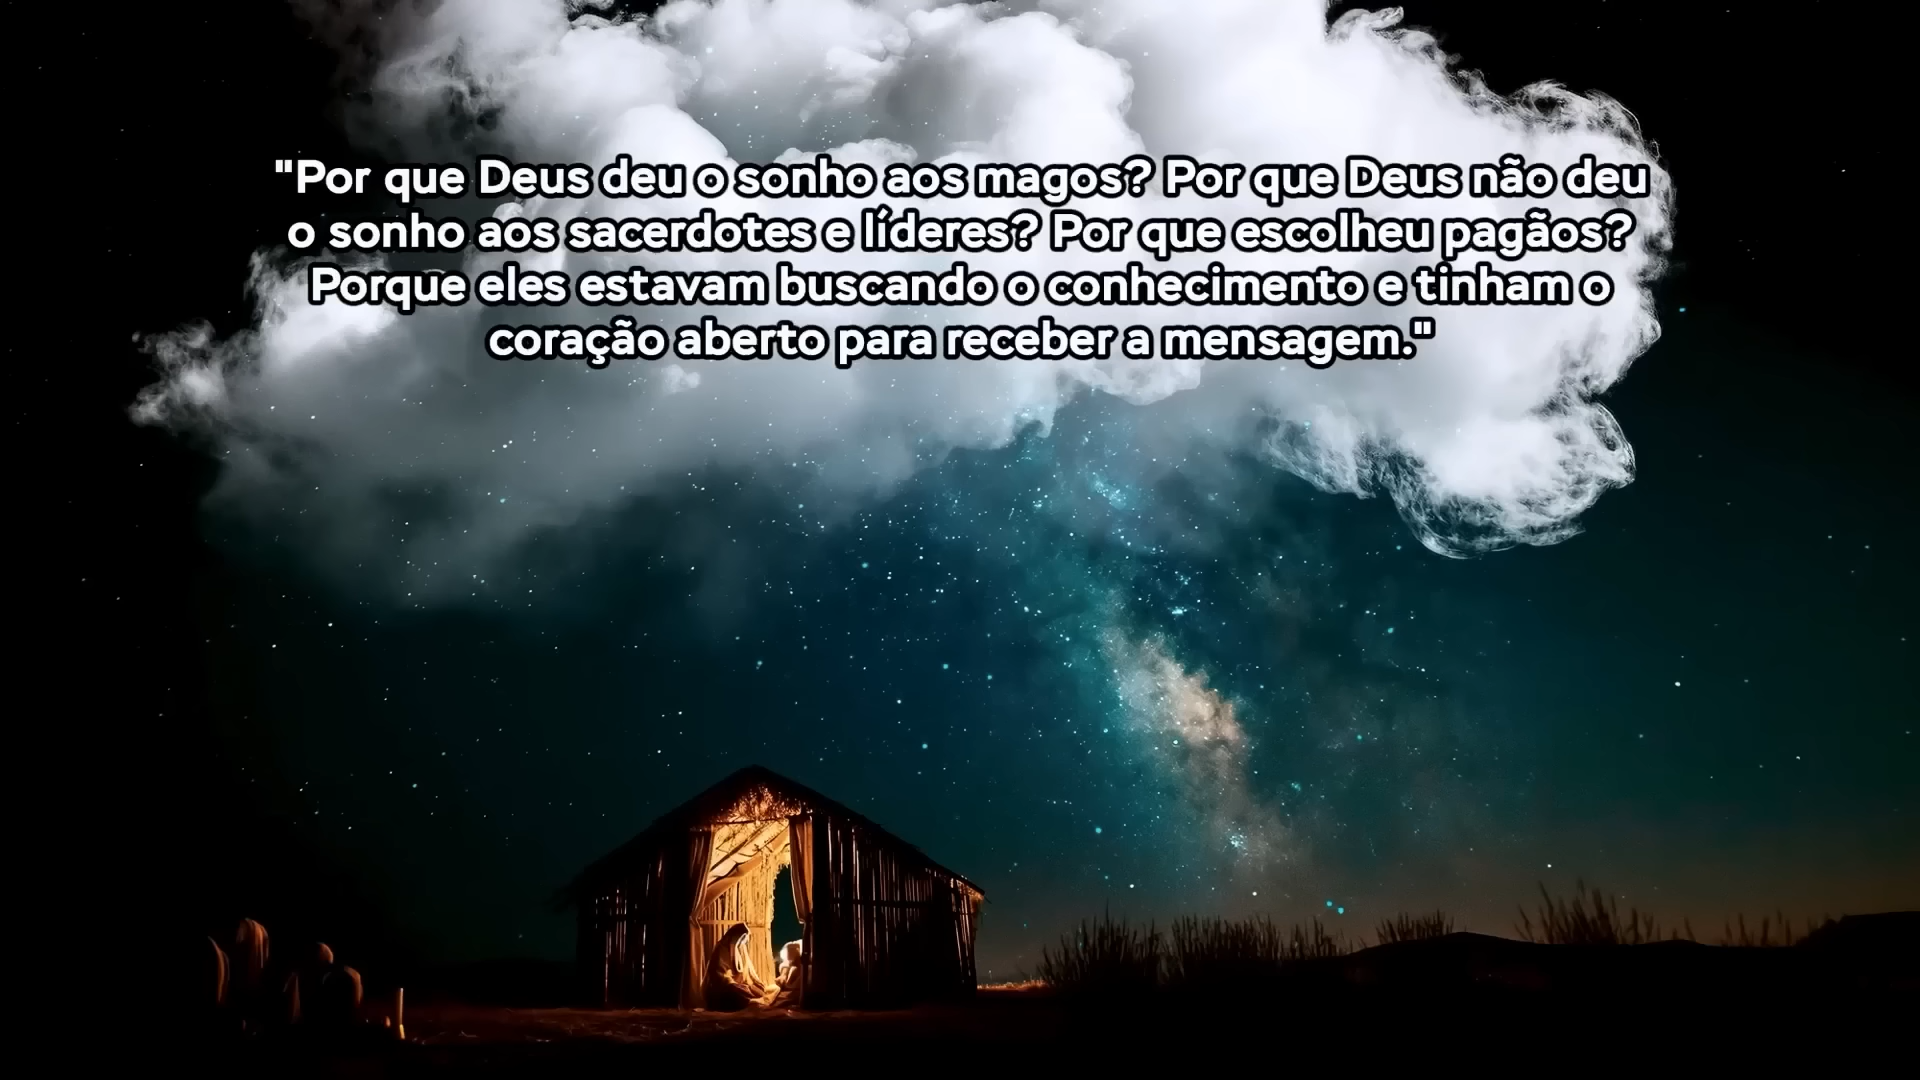 "Por que Deus deu o sonho aos magos? Por que Deus não deu
o sonho aos sacerdotes e líderes? Por que escolheu pagãos?
Porque eles estavam buscando o conhecimento e tinham o
coração aberto para receber a mensagem."